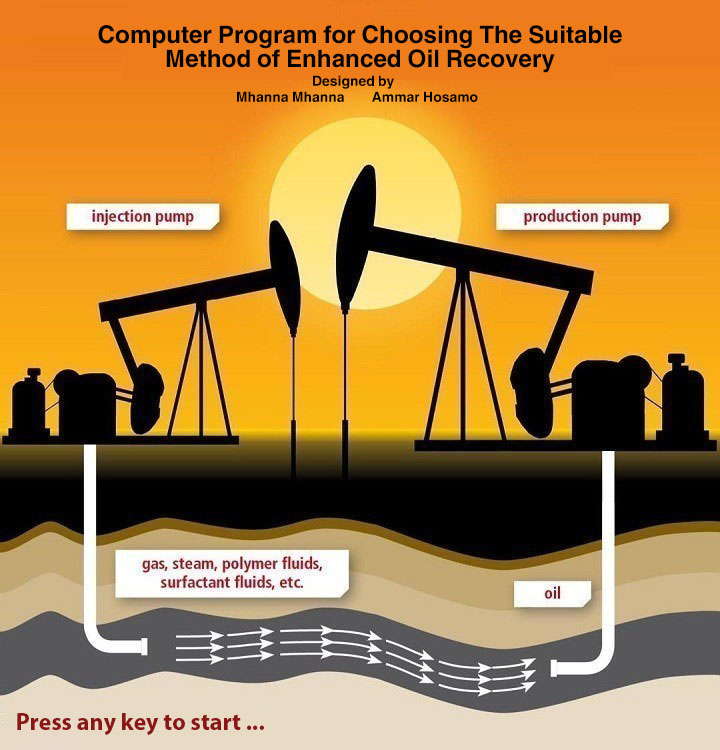 Computer Program for Choosing The Suitable
Method of Enhanced Oil Recovery
Designed by
Mhanna Mhanna Ammar Hosamo
injection pump
production pump
gas, steam, polymer fluids,
surfactant fluids, etc.
oil
Press any key to start ...